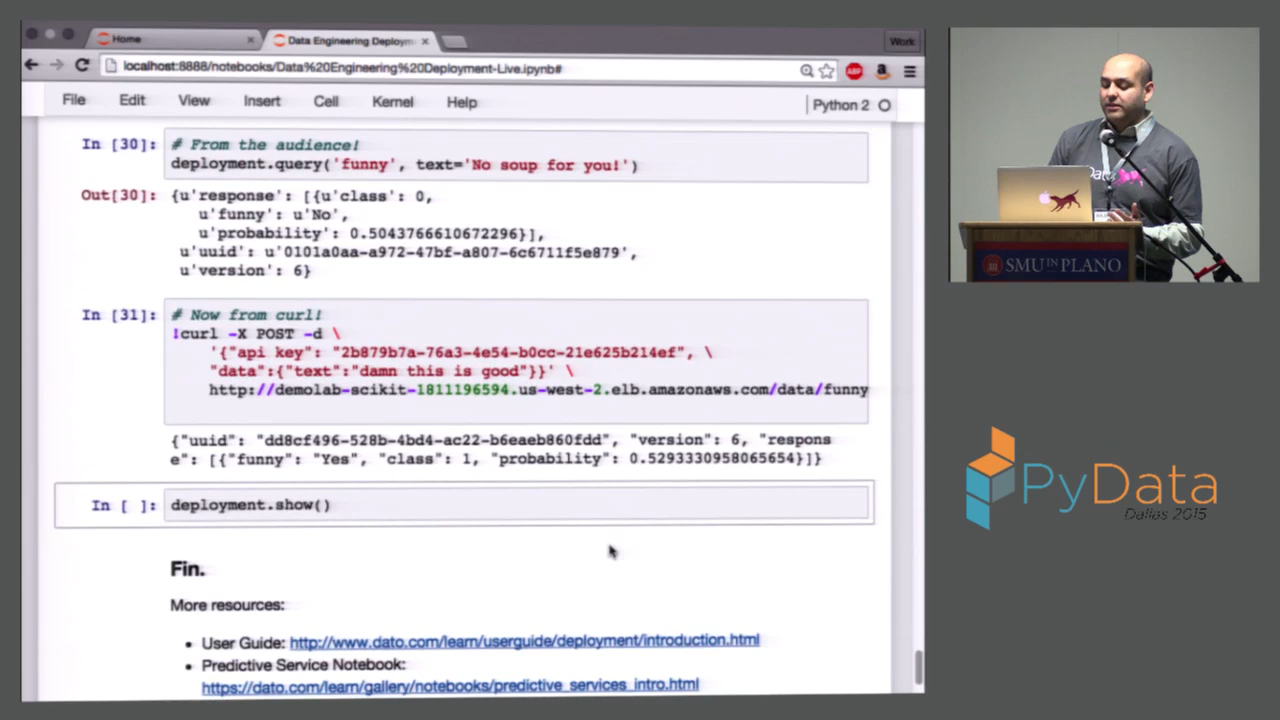 Home
Data Engineering Deploym
Work
localhost:8888/notebooks/Data%20Engineering%20Deployment-Live.ipynb#
ABP
File Edit View Insert Cell Kernel Help
Python 2
In [30]:
# From the audience!
deployment.query('funny', text='No soup for you!')
Out[30]:
{u'response': [{u'class': 0,
u'funny': u'No',
u'probability': 0.5043766610672296}],
u'uuid': u'0101a0aa-a972-47bf-a807-6c6711f5e879',
u'version': 6}
In [31]:
# Now from curl!
!curl -X POST -d \
'{"api key": "2b879b7a-76a3-4e54-b0cc-21e625b214ef", \
"data":{"text":"damn this is good"}}' \
http://demolab-scikit-1811196594.us-west-2.elb.amazonaws.com/data/funny
{"uuid": "dd8cf496-528b-4bd4-ac22-b6eaeb860fdd", "version": 6, "respons
e": [{"funny": "Yes", "class": 1, "probability": 0.5293330958065654}]}
In [ ]:
deployment.show()
Fin.
More resources:
• User Guide: http://www.dato.com/learn/userguide/deployment/introduction.html
• Predictive Service Notebook:
https://dato.com/learn/gallery/notebooks/predictive_services_intro.html
SMU IN PLANO
PyData
Dallas 2015